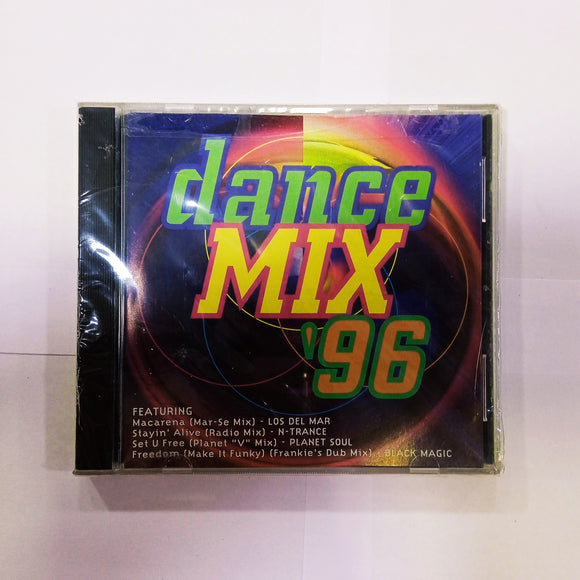 dance
MIX
'96
FEATURING
Macarena (Mar-Se Mix) - LOS DEL MAR
Stayin' Alive (Radio Mix) - N-TRANCE
Set U Free (Planet "V" Mix) - PLANET SOUL
Freedom (Make It Funky) (Frankie's Dub Mix) - BLACK MAGIC